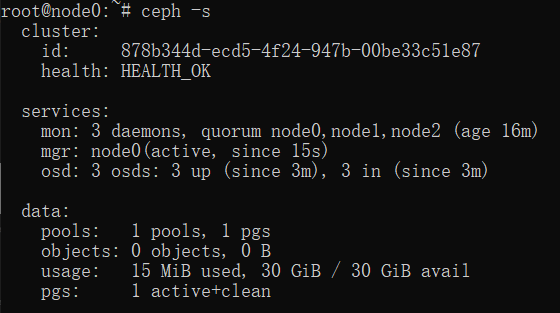 root@node0:~# ceph -s
  cluster:
    id:     878b344d-ecd5-4f24-947b-00be33c51e87
    health: HEALTH_OK

  services:
    mon: 3 daemons, quorum node0,node1,node2 (age 16m)
    mgr: node0(active, since 15s)
    osd: 3 osds: 3 up (since 3m), 3 in (since 3m)

  data:
    pools:   1 pools, 1 pgs
    objects: 0 objects, 0 B
    usage:   15 MiB used, 30 GiB / 30 GiB avail
    pgs:     1 active+clean